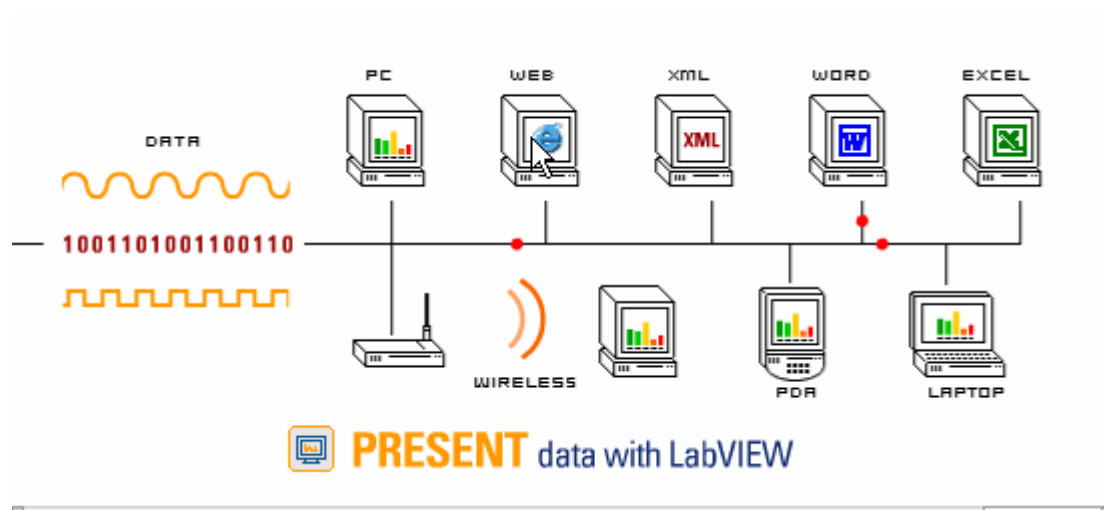 PC WEB XML WORD EXCEL
DATA
XML
W
1001101001100110
WIRELESS
PDA LAPTOP
PRESENT data with LabVIEW